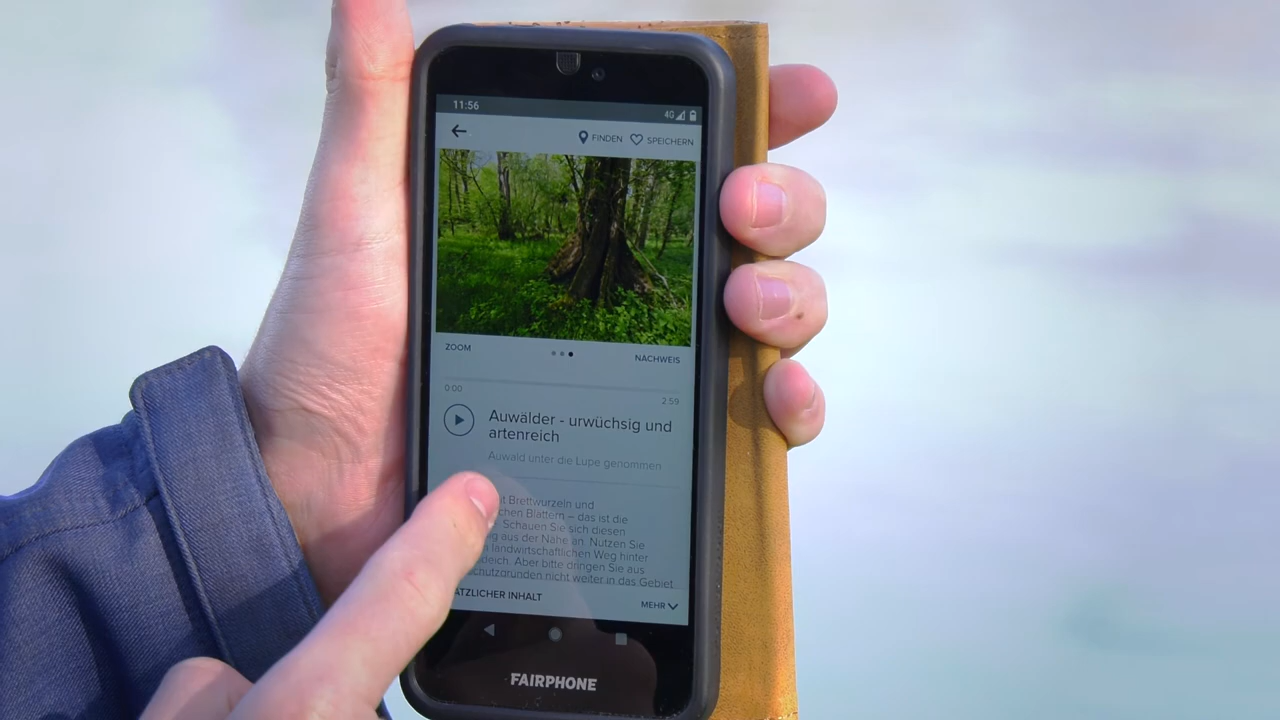 11:56
4G
FINDEN SPEICHERN
ZOOM
NACHWEIS
0:00
2:59
Auwälder - urwüchsig und
artenreich
Auwald unter die Lupe genommen
Brettwurzeln und
Blättern – das ist die
Schauen Sie sich diesen
aus der Nähe an. Nutzen Sie
landwirtschaftlichen Weg hinter
Aber bitte dringen Sie aus
nicht weiter in das Gebiet
INHALT
MEHR
FAIRPHONE